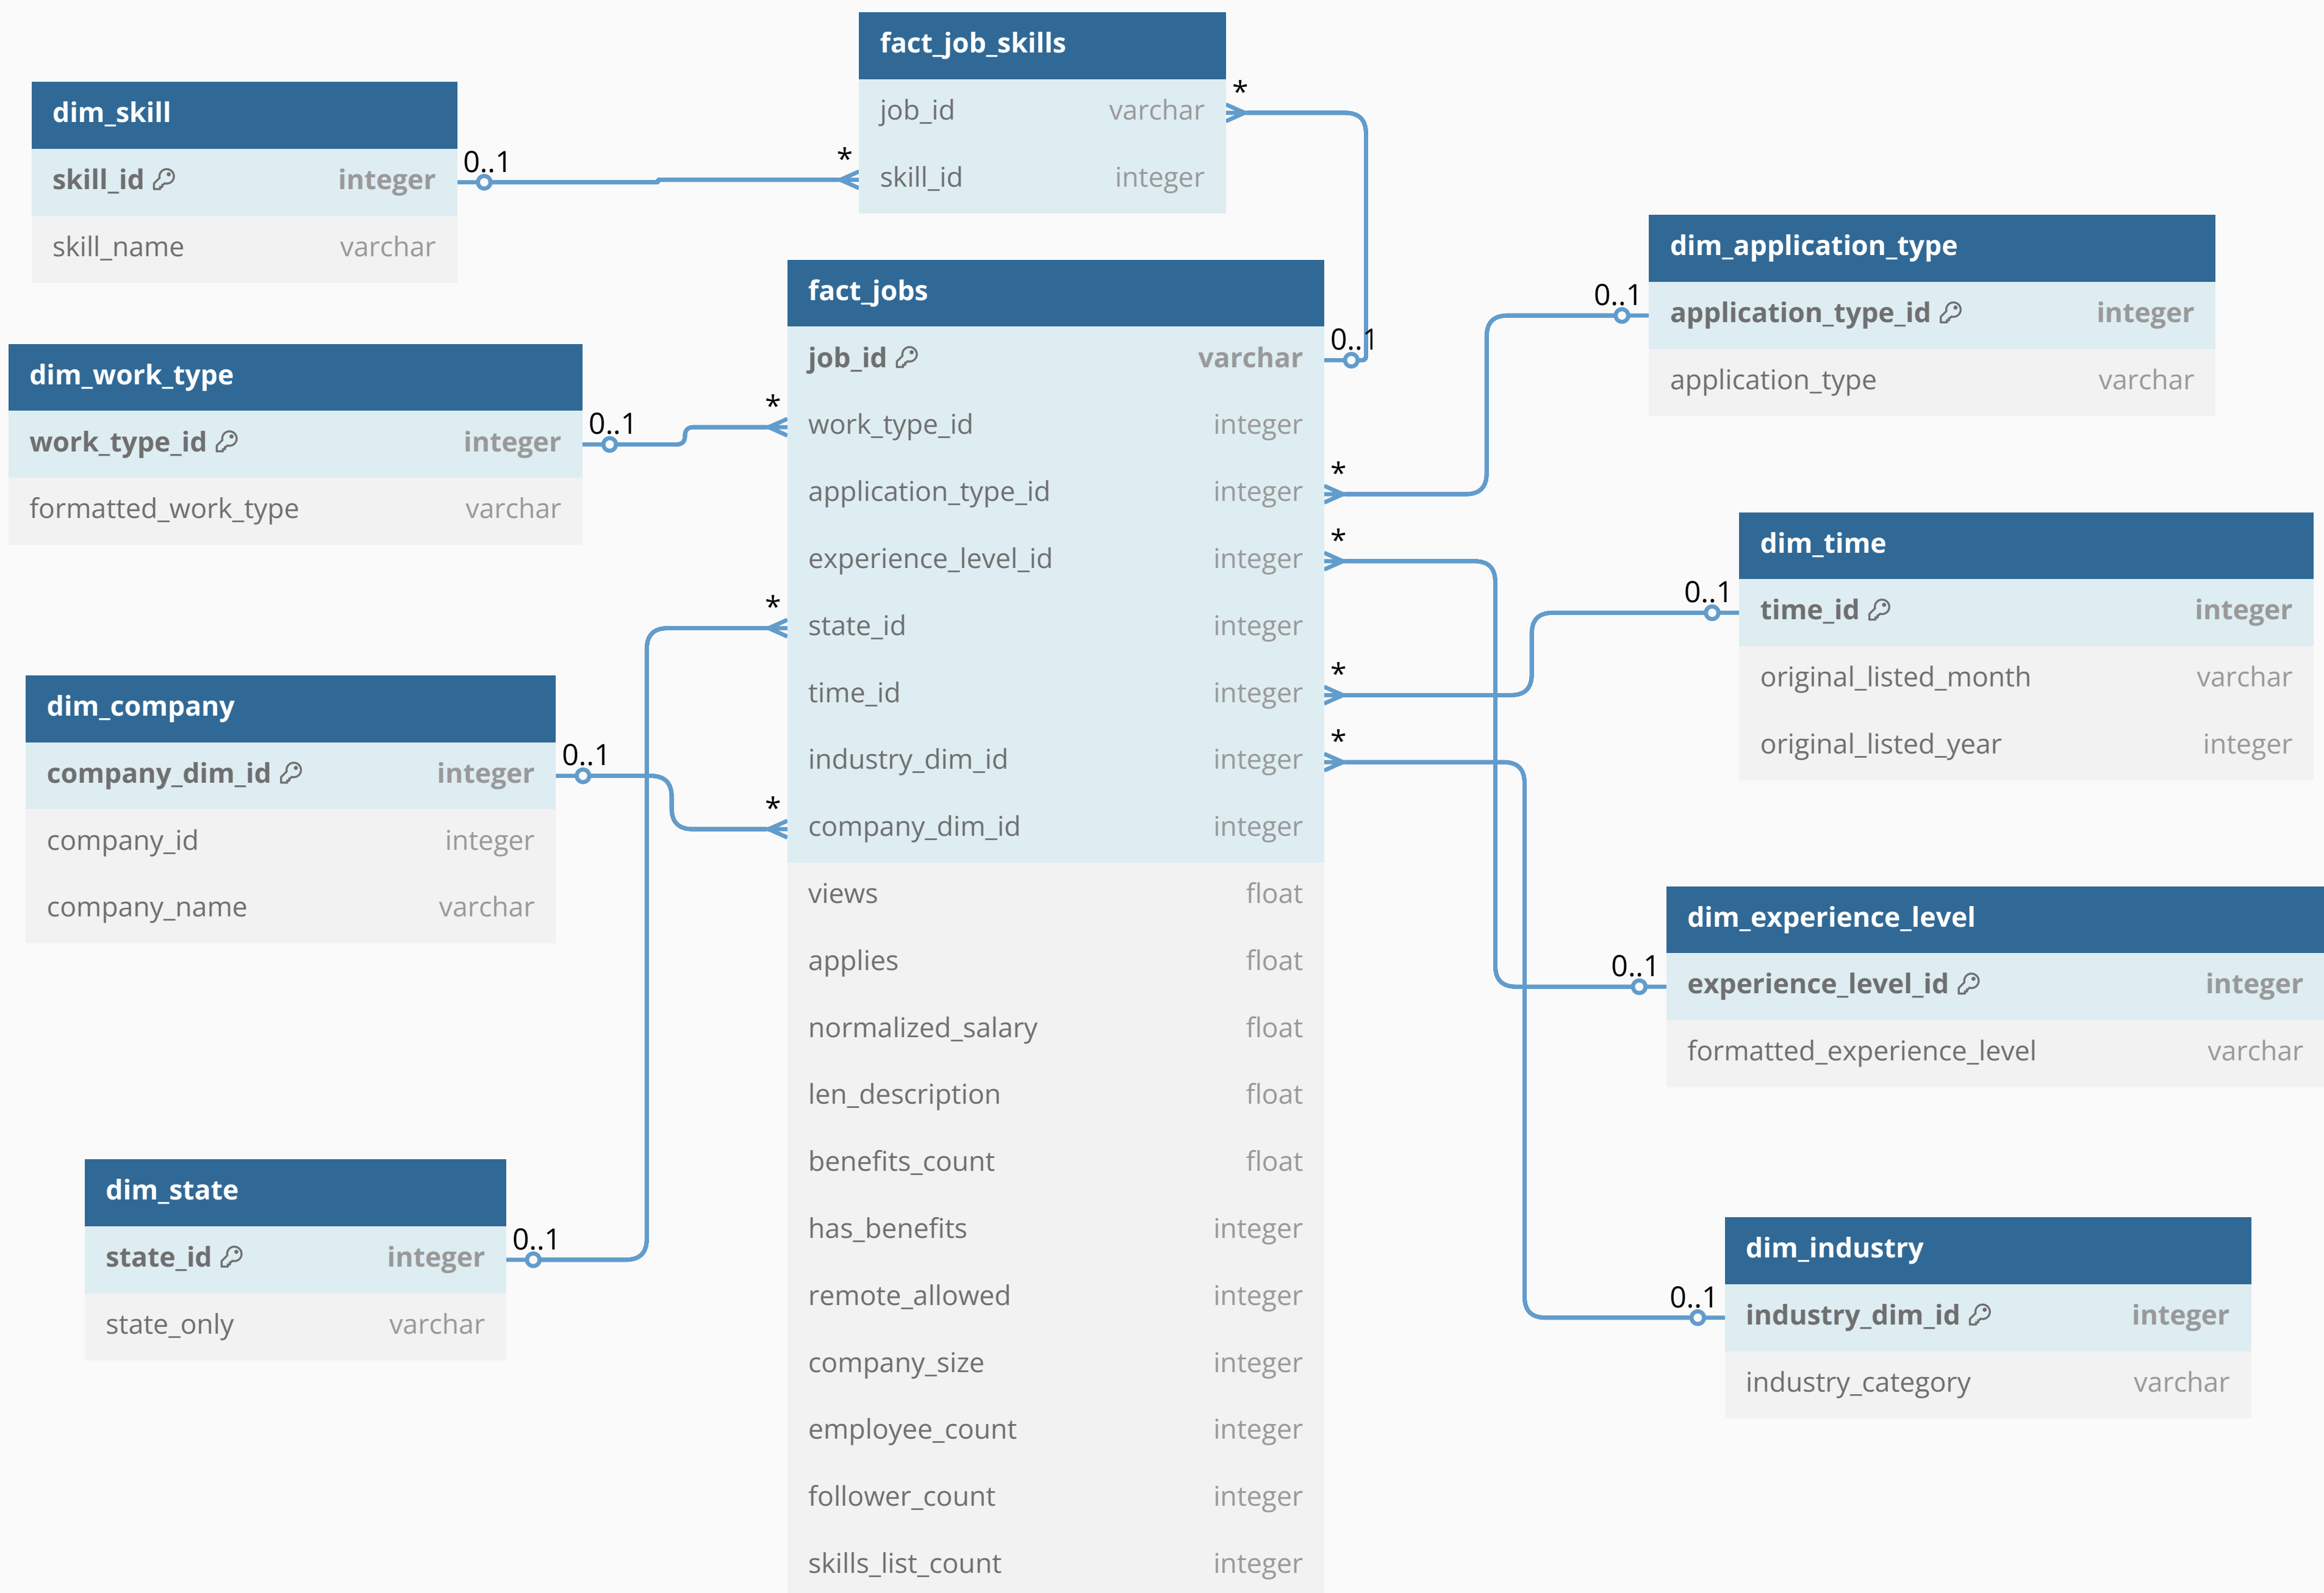 fact_job_skills
job_id varchar
skill_id integer
*
*
dim_skill
skill_id integer
skill_name varchar
0..1
dim_work_type
work_type_id integer
formatted_work_type varchar
0..1
dim_company
company_dim_id integer
company_id integer
company_name varchar
0..1
dim_state
state_id integer
state_only varchar
0..1
fact_jobs
job_id varchar
work_type_id integer
application_type_id integer
experience_level_id integer
state_id integer
time_id integer
industry_dim_id integer
company_dim_id integer
views float
applies float
normalized_salary float
len_description float
benefits_count float
has_benefits integer
remote_allowed integer
company_size integer
employee_count integer
follower_count integer
skills_list_count integer
0..1
*
*
*
*
*
*
*
dim_application_type
application_type_id integer
application_type varchar
0..1
dim_time
time_id integer
original_listed_month varchar
original_listed_year integer
0..1
dim_experience_level
experience_level_id integer
formatted_experience_level varchar
0..1
dim_industry
industry_dim_id integer
industry_category varchar
0..1